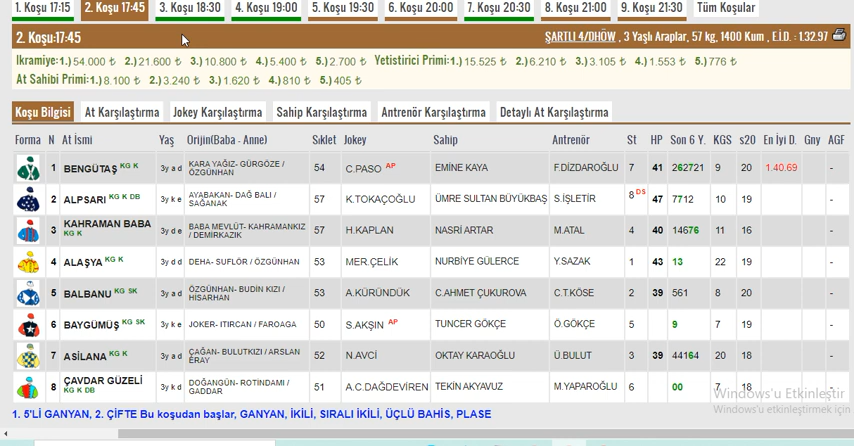 1. Koşu 17:15 2. Koşu 17:45 3. Koşu 18:30 4. Koşu 19:00 5. Koşu 19:30 6. Koşu 20:00 7. Koşu 20:30 8. Koşu 21:00 9. Koşu 21:30 Tüm Koşular
2. Koşu:17:45 ŞARTLI 4/DHÖW , 3 Yaşlı Araplar, 57 kg, 1400 Kum , E.İ.D. : 1.32.97
Ikramiye:1.) 54.000 ₺ 2.) 21.600 ₺ 3.) 10.800 ₺ 4.) 5.400 ₺ 5.) 2.700 ₺ Yetistirici Primi:1.) 15.525 ₺ 2.) 6.210 ₺ 3.) 3.105 ₺ 4.) 1.553 ₺ 5.) 776 ₺
At Sahibi Primi:1.) 8.100 ₺ 2.) 3.240 ₺ 3.) 1.620 ₺ 4.) 810 ₺ 5.) 405 ₺
Koşu Bilgisi At Karşılaştırma Jokey Karşılaştırma Sahip Karşılaştırma Antrenör Karşılaştırma Detaylı At Karşılaştırma
Forma N At İsmi Yaş Orijin(Baba - Anne) Sıklet Jokey Sahip Antrenör St HP Son 6 Y. KGS s20 En İyi D. Gny AGF
1 BENGÜTAŞ KG K 3y a d KARA YAĞIZ- GÜRGÖZE / ÖZGÜNHAN 54 C.PASO AP EMİNE KAYA F.DİZDAROĞLU 7 41 262721 9 20 1.40.69 -
2 ALPSARI KG K DB 3y k e AYABAKAN- DAĞ BALI / SAĞANAK 57 K.TOKAÇOĞLU ÜMRE SULTAN BÜYÜKBAŞ S.İŞLETİR 8 DS 47 7712 10 19 -
3 KAHRAMAN BABA KG K 3y d e BABA MEVLÜT- KAHRAMANKIZ / DEMİRKAZIK 57 H.KAPLAN NASRİ ARTAR M.ATAL 4 40 14676 11 16 -
4 ALAŞYA KG K 3y d d DEHA- SUFLÖR / ÖZGÜNHAN 53 MER.ÇELİK NURBİYE GÜLERCE Y.SAZAK 1 43 13 22 19 -
5 BALBANU KG SK 3y a d ÖZGÜNHAN- BUDİN KIZI / HİSARHAN 53 A.KÜRÜNDÜK C.AHMET ÇUKUROVA C.T.KÖSE 2 39 561 8 20 -
6 BAYGÜMÜŞ KG SK 3y k e JOKER- ITIRCAN / FAROAGA 50 S.AKŞIN AP TUNCER GÖKÇE Ö.GÖKÇE 5 9 7 19 -
7 ASİLANA KG K 3y a d ÇAĞAN- BULUTKIZI / ARSLAN ERAY 52 N.AVCİ OKTAY KARAOĞLU Ü.BULUT 3 39 44164 20 18 -
8 ÇAVDAR GÜZELİ KG K DB 3y k d DOĞANGÜN- ROTİNDAMI / GADDAR 51 A.C.DAĞDEVİREN TEKİN AKYAVUZ M.YAPAROĞLU 6 00 7 18 -
1. 5'Lİ GANYAN, 2. ÇİFTE Bu koşudan başlar, GANYAN, İKİLİ, SIRALI İKİLİ, ÜÇLÜ BAHİS, PLASE
Windows'u Etkinleştir
Windows'u etkinleştirmek için